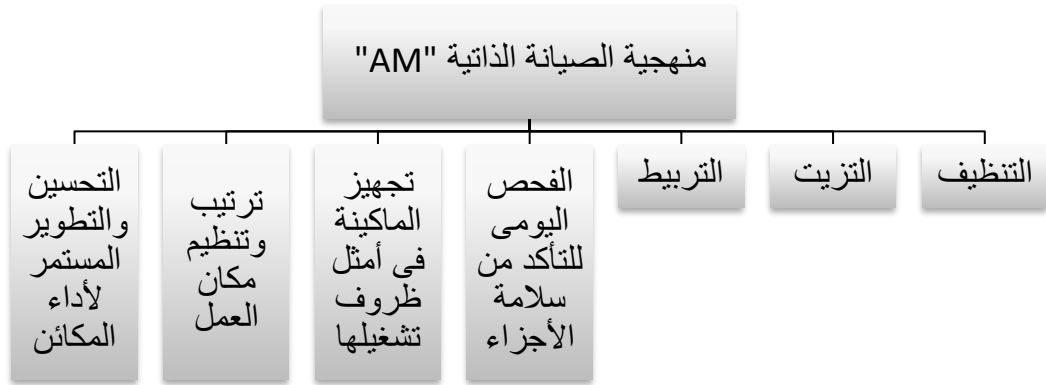 منهجية الصيانة الذاتية "AM"
التنظيف
التزيت
التربيط
الفحص
اليومى
للتأكد من
سلامة
الأجزاء
تجهيز
الماكينة
فى أمثل
ظروف
تشغيلها
ترتيب
وتنظيم
مكان
العمل
التحسين
والتطوير
المستمر
لأداء
المكائن